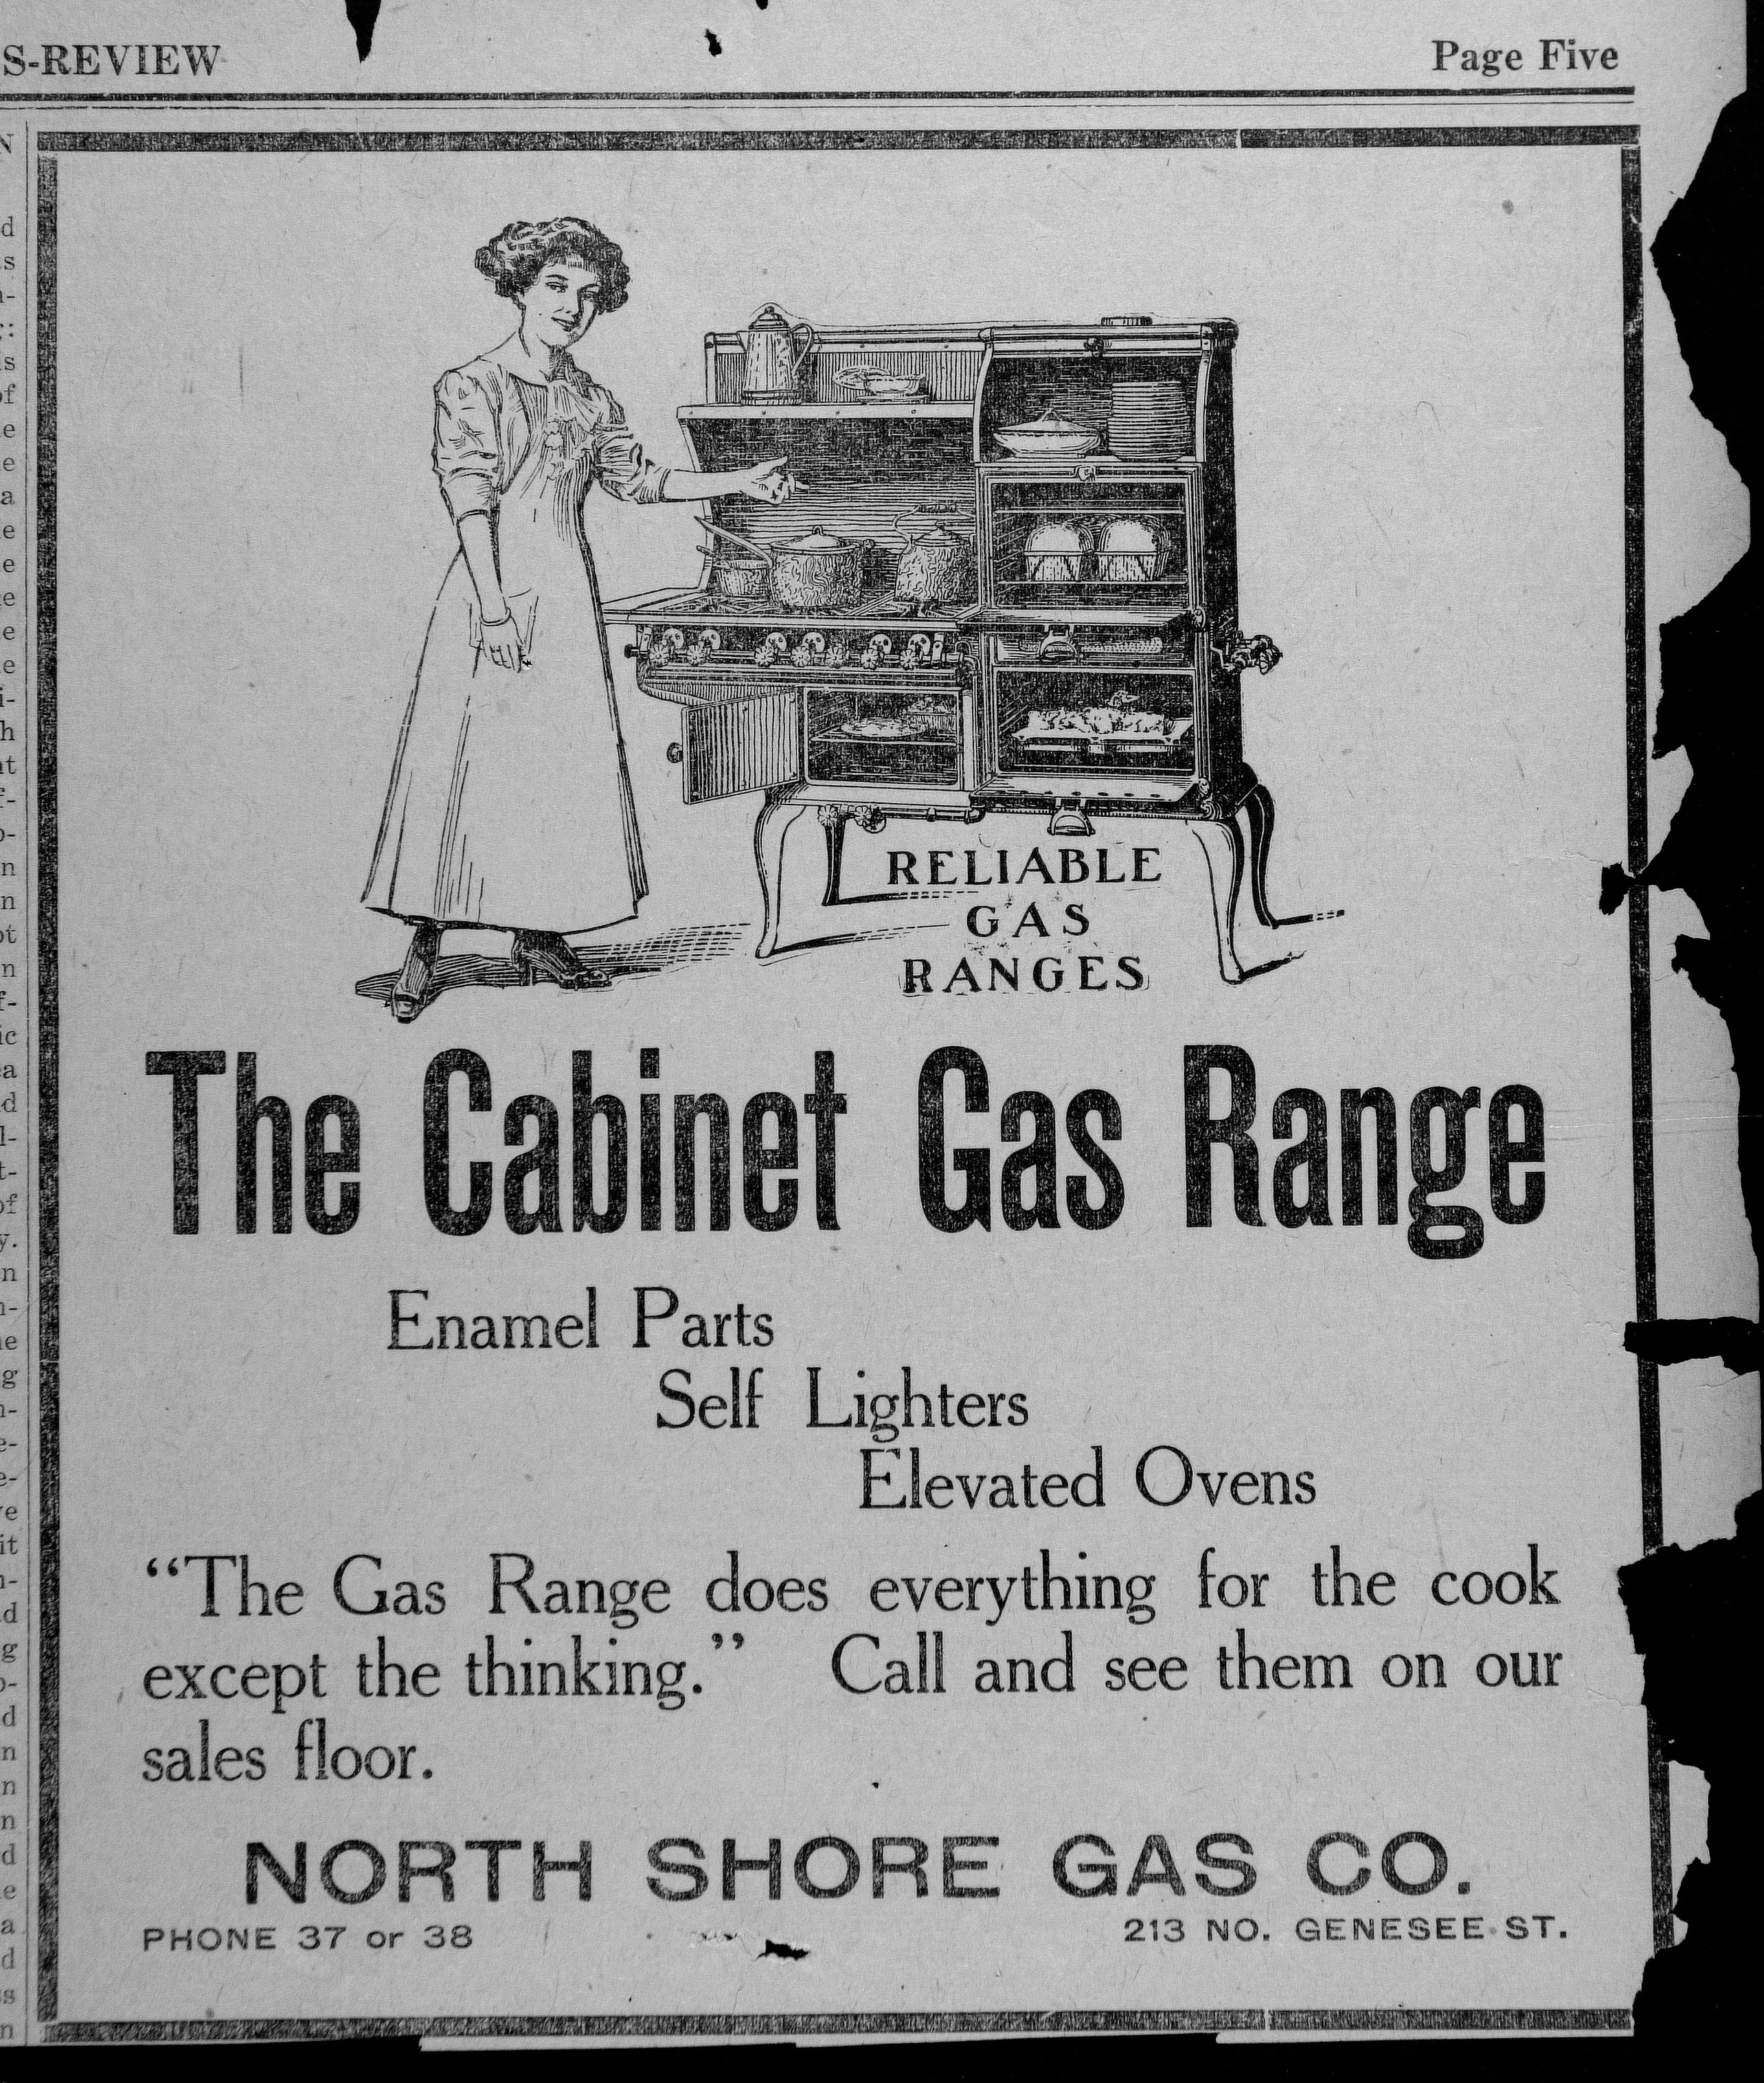 S-REVIEW
Page Five
RELIABLE
GAS
RANGES
The Cabinet Gas Range
Enamel Parts
Self Lighters
Elevated Ovens
“The Gas Range does everything for the cook
except the thinking.” Call and see them on our
sales floor.
NORTH SHORE GAS CO.
PHONE 37 or 38
213 NO. GENESEE ST.